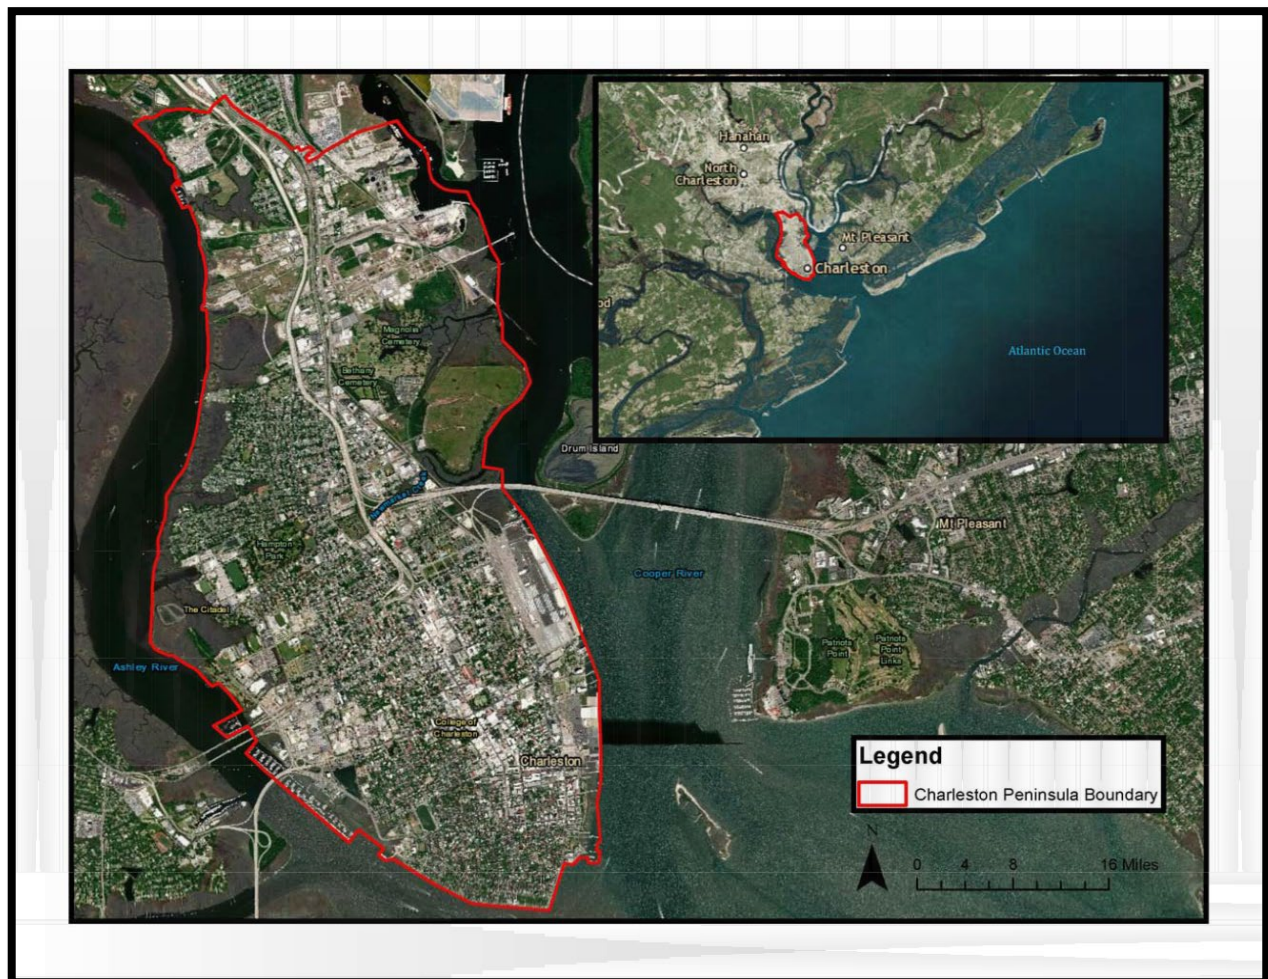 Hanahan
North
Charleston
Mt Pleasant
Charleston
od
Atlantic Ocean
Magnolia
Cemetery
Bethany
Cemetery
Drum Island
Mt Pleasant
Hampton
Park
Cooper River
The Citadel
Ashley River
Patriots
Point
Patriots
Point
Links
College of
Charleston
Charleston
Legend
Charleston Peninsula Boundary
N
0 4 8 16 Miles